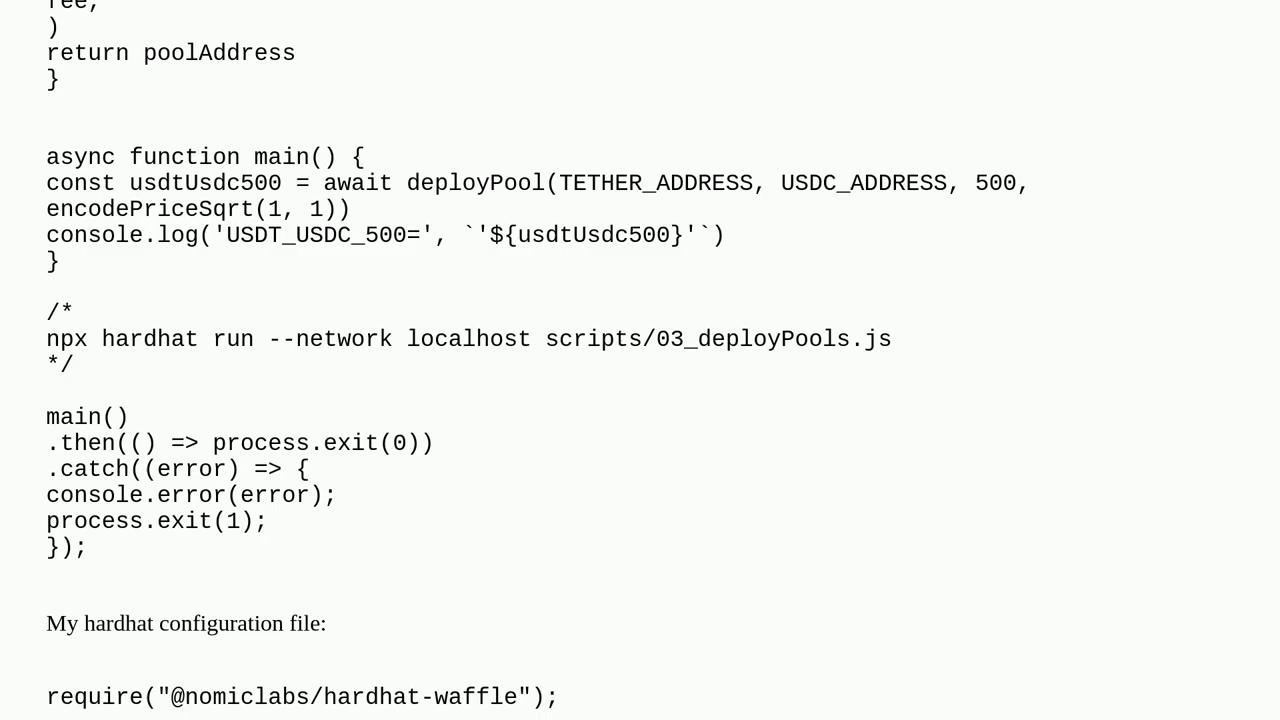 fee,
)
return poolAddress
}
async function main() {
const usdtUsdc500 = await deployPool(TETHER_ADDRESS, USDC_ADDRESS, 500,
encodePriceSqrt(1, 1))
console.log('USDT_USDC_500=', `'${usdtUsdc500}'`)
}
/*
npx hardhat run --network localhost scripts/03_deployPools.js
*/
main()
.then(() => process.exit(0))
.catch((error) => {
console.error(error);
process.exit(1);
});
My hardhat configuration file:
require("@nomiclabs/hardhat-waffle");